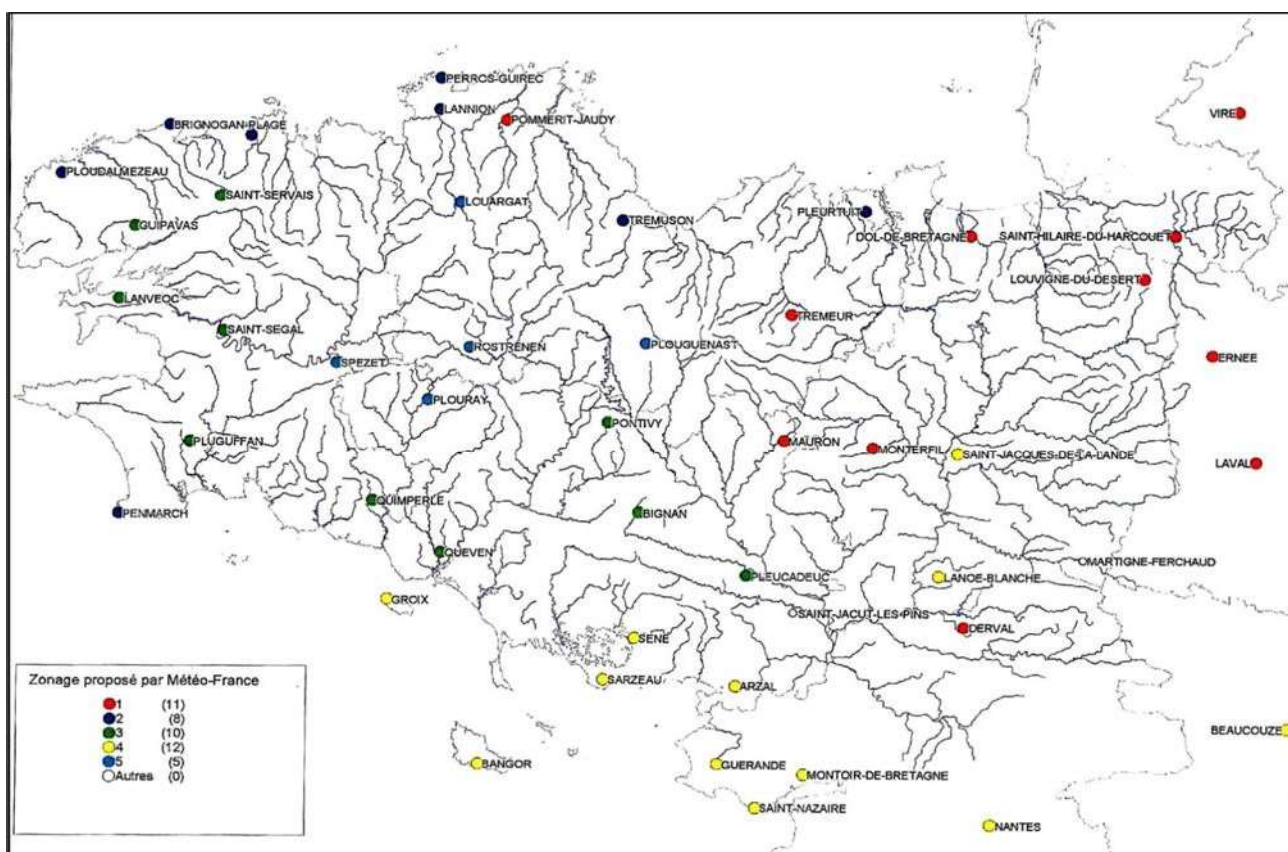 PERROS-GUIREC
LANNION
POMMERIT-JAUDY
VIRE
BRIGNOGAN-PLAGE
PLOUDALMEZEAU
SAINT-SERVAIS
LOUARGAT
GUIPAVAS
TREMUSON
PLEURTUIT
DOL-DE-BRETAGNE
SAINT-HILAIRE-DU-HARCOUET
LOUVIGNE-DU-DESERT
LANVEOC
TREMEUR
SAINT-SEGAL
ROSTRENEN
PLOUGUENAST
SPEZET
ERNEE
PLOURAY
PONTIVY
PLUGUFFAN
MAURON
MONTERFIL
SAINT-JACQUES-DE-LA-LANDE
LAVAL
QUIMPERLE
PENMARCH
BIGNAN
QUEVEN
MARTIGNE-FERCHAUD
PLEUCADEUC
LANOE-BLANCHE
GROIX
SAINT-JACUT-LES-PINS
DERVAL
SENE
SARZEAU
ARZAL
BEAUCOUZE
BANGOR
GUERANDE
MONTOIR-DE-BRETAGNE
SAINT-NAZAIRE
NANTES
Zonage proposé par Météo-France
1 (11)
2 (8)
3 (10)
4 (12)
5 (5)
Autres (0)